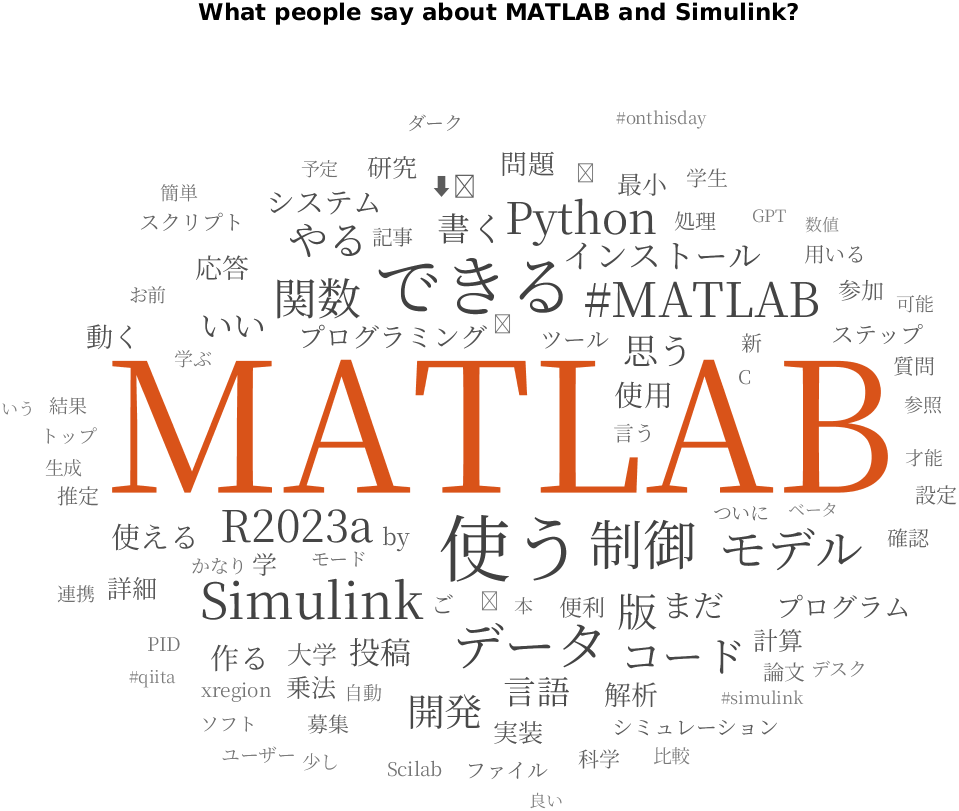 What people say about MATLAB and Simulink?
ダーク
#onthisday
予定
研究
⬇
問題
最小
学生
簡単
システム
スクリプト
やる
記事
書く
Python
処理
GPT
数値
応答
できる
インストール
用いる
お前
関数
#MATLAB
参加
可能
動く
いい
プログラミング
ツール
思う
新
ステップ
学ぶ
質問
使用
C
いう
結果
参照
トップ
言う
MATLAB
生成
才能
推定
設定
使える
R2023a
by
使う
制御
モデル
ついに
ベータ
確認
かなり
学
モード
連携
詳細
Simulink
ご
本
便利
版
まだ
プログラム
PID
作る
大学
投稿
データ
コード
計算
#qiita
xregion
乗法
自動
言語
解析
論文
デスク
#simulink
ソフト
募集
開発
実装
シミュレーション
ユーザー
少し
Scilab
ファイル
科学
比較
良い